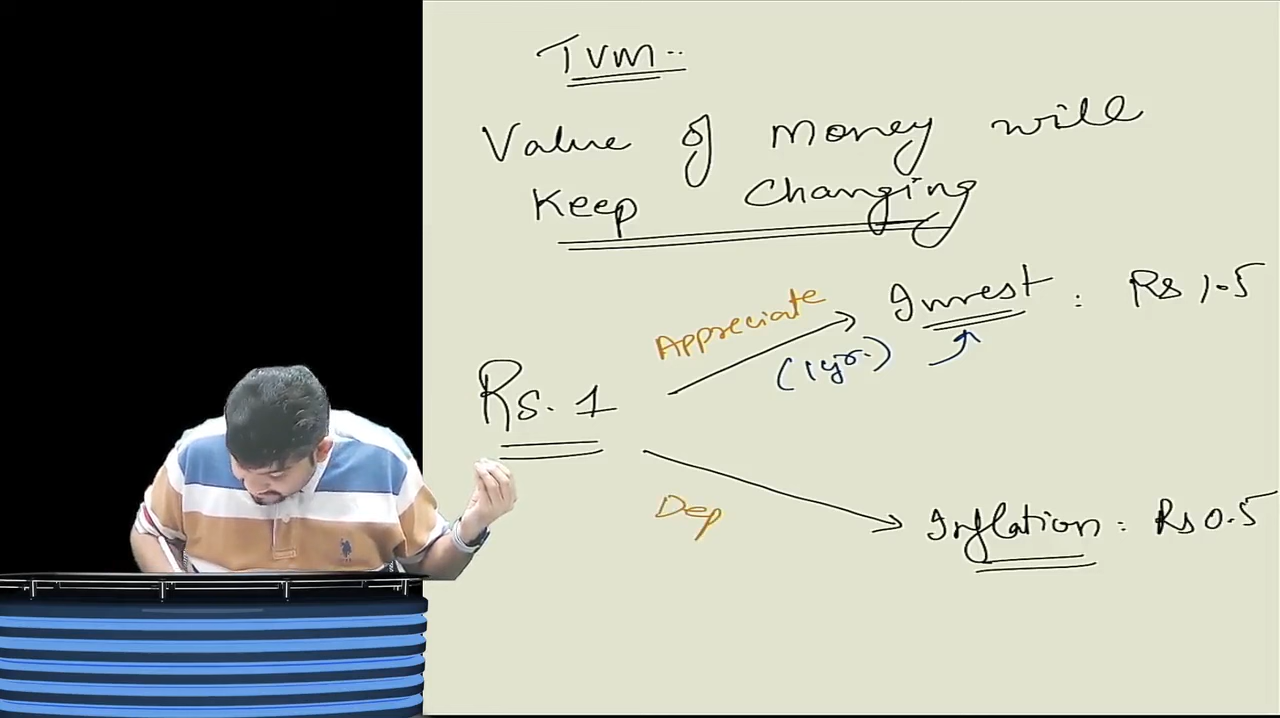 TVM..
Value of Money will
Keep Changing
Appreciate
Invest : Rs 1.5
(1yr.)
Rs. 1
Dep
Inflation : Rs 0.5